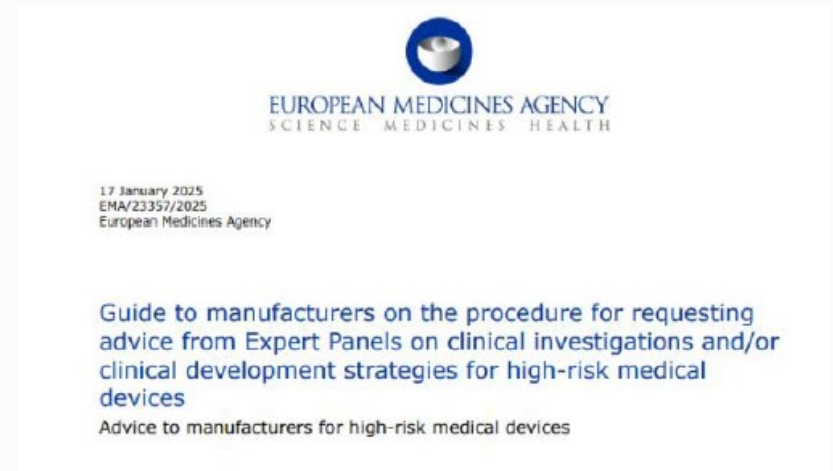 EUROPEAN MEDICINES AGENCY
SCIENCE MEDICINES HEALTH
17 January 2025
EMA/23357/2025
European Medicines Agency
Guide to manufacturers on the procedure for requesting
advice from Expert Panels on clinical investigations and/or
clinical development strategies for high-risk medical
devices
Advice to manufacturers for high-risk medical devices